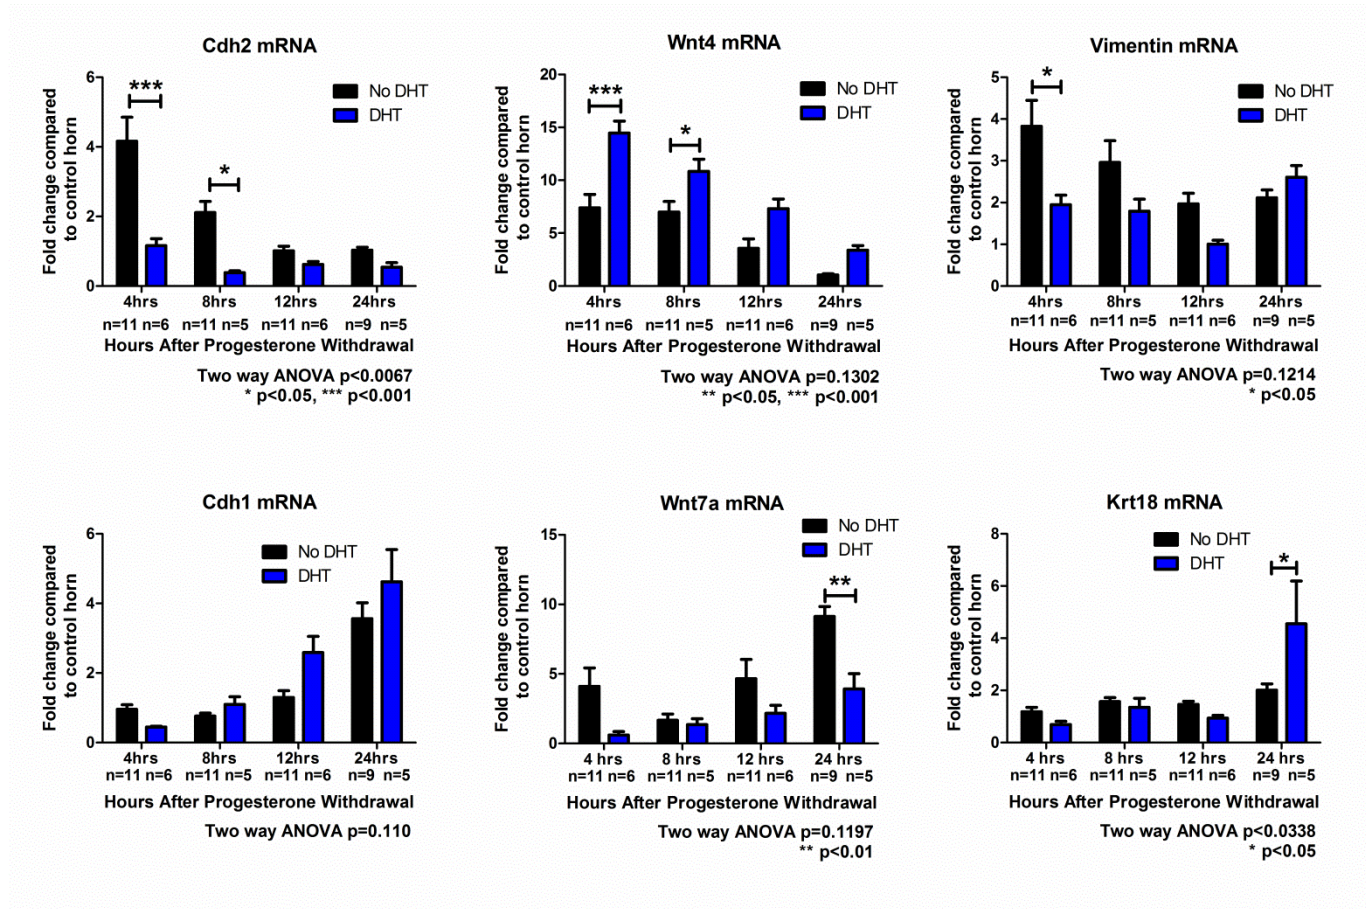 Cdh2 mRNA
Fold change compared
to control horn
6
4
2
0
***
*
No DHT
DHT
4hrs 8hrs 12hrs 24hrs
n=11 n=6 n=11 n=5 n=11 n=6 n=9 n=5
Hours After Progesterone Withdrawal
Two way ANOVA p<0.0067
* p<0.05, *** p<0.001
Wnt4 mRNA
Fold change compared
to control horn
20
15
10
5
0
***
*
No DHT
DHT
4hrs 8hrs 12hrs 24hrs
n=11 n=6 n=11 n=5 n=11 n=6 n=9 n=5
Hours After Progesterone Withdrawal
Two way ANOVA p=0.1302
** p<0.05, *** p<0.001
Vimentin mRNA
Fold change compared
to control horn
5
4
3
2
1
0
*
No DHT
DHT
4hrs 8hrs 12hrs 24hrs
n=11 n=6 n=11 n=5 n=11 n=6 n=9 n=5
Hours After Progesterone Withdrawal
Two way ANOVA p=0.1214
* p<0.05
Cdh1 mRNA
Fold change compared
to control horn
6
4
2
0
No DHT
DHT
4hrs 8hrs 12hrs 24hrs
n=11 n=6 n=11 n=5 n=11 n=6 n=9 n=5
Hours After Progesterone Withdrawal
Two way ANOVA p=0.110
Wnt7a mRNA
Fold change compared
to control horn
15
10
5
0
**
No DHT
DHT
4 hrs 8 hrs 12 hrs 24 hrs
n=11 n=6 n=11 n=5 n=11 n=6 n=9 n=5
Hours After Progesterone Withdrawal
Two way ANOVA p=0.1197
** p<0.01
Krt18 mRNA
Fold change compared
to control horn
8
6
4
2
0
*
No DHT
DHT
4 hrs 8 hrs 12 hrs 24 hrs
n=11 n=6 n=11 n=5 n=11 n=6 n=9 n=5
Hours After Progesterone Withdrawal
Two way ANOVA p<0.0338
* p<0.05